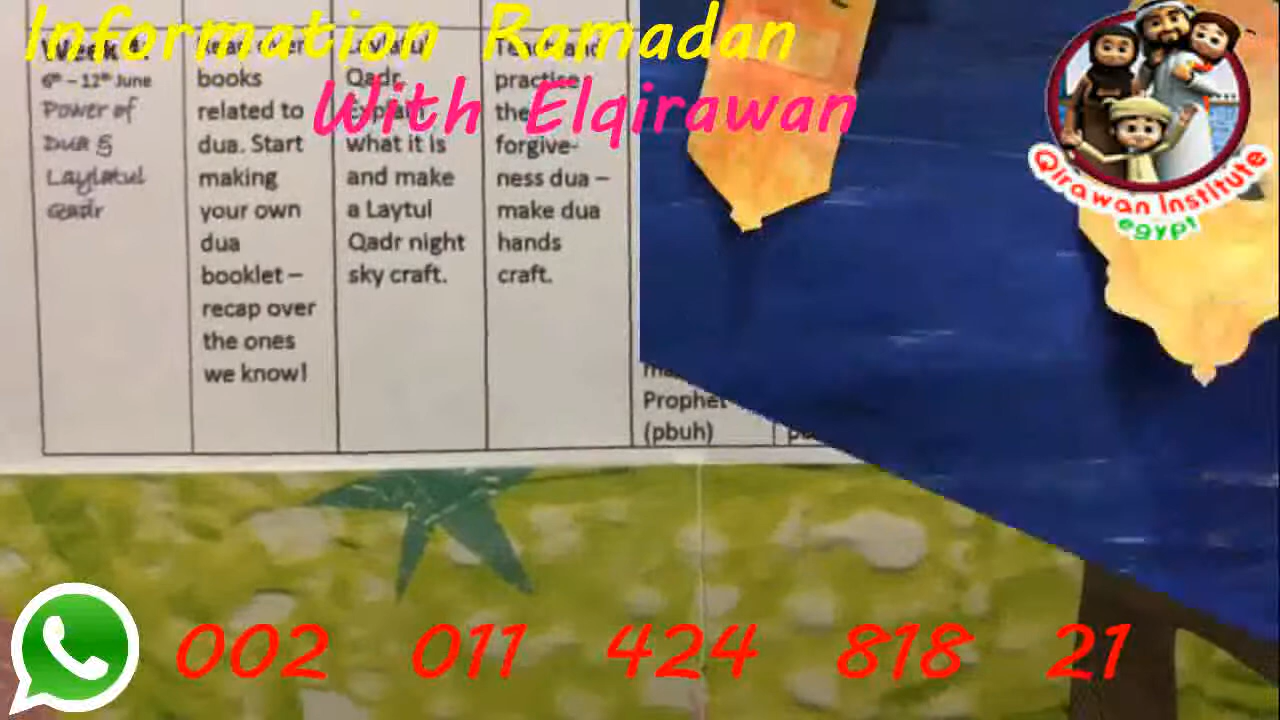 Information Ramadan
With Elqirawan
Qirawan Institute
egypt
Week 4:
6th – 12th June
Power of
Dua &
Laylatul
Qadr
books
related to
dua. Start
making
your own
dua
booklet –
recap over
the ones
we know!
Qadr.
what it is
and make
a Laytul
Qadr night
sky craft.
practise
the
forgive-
ness dua –
make dua
hands
craft.
Prophet
(pbuh)
002 011 424 818 21